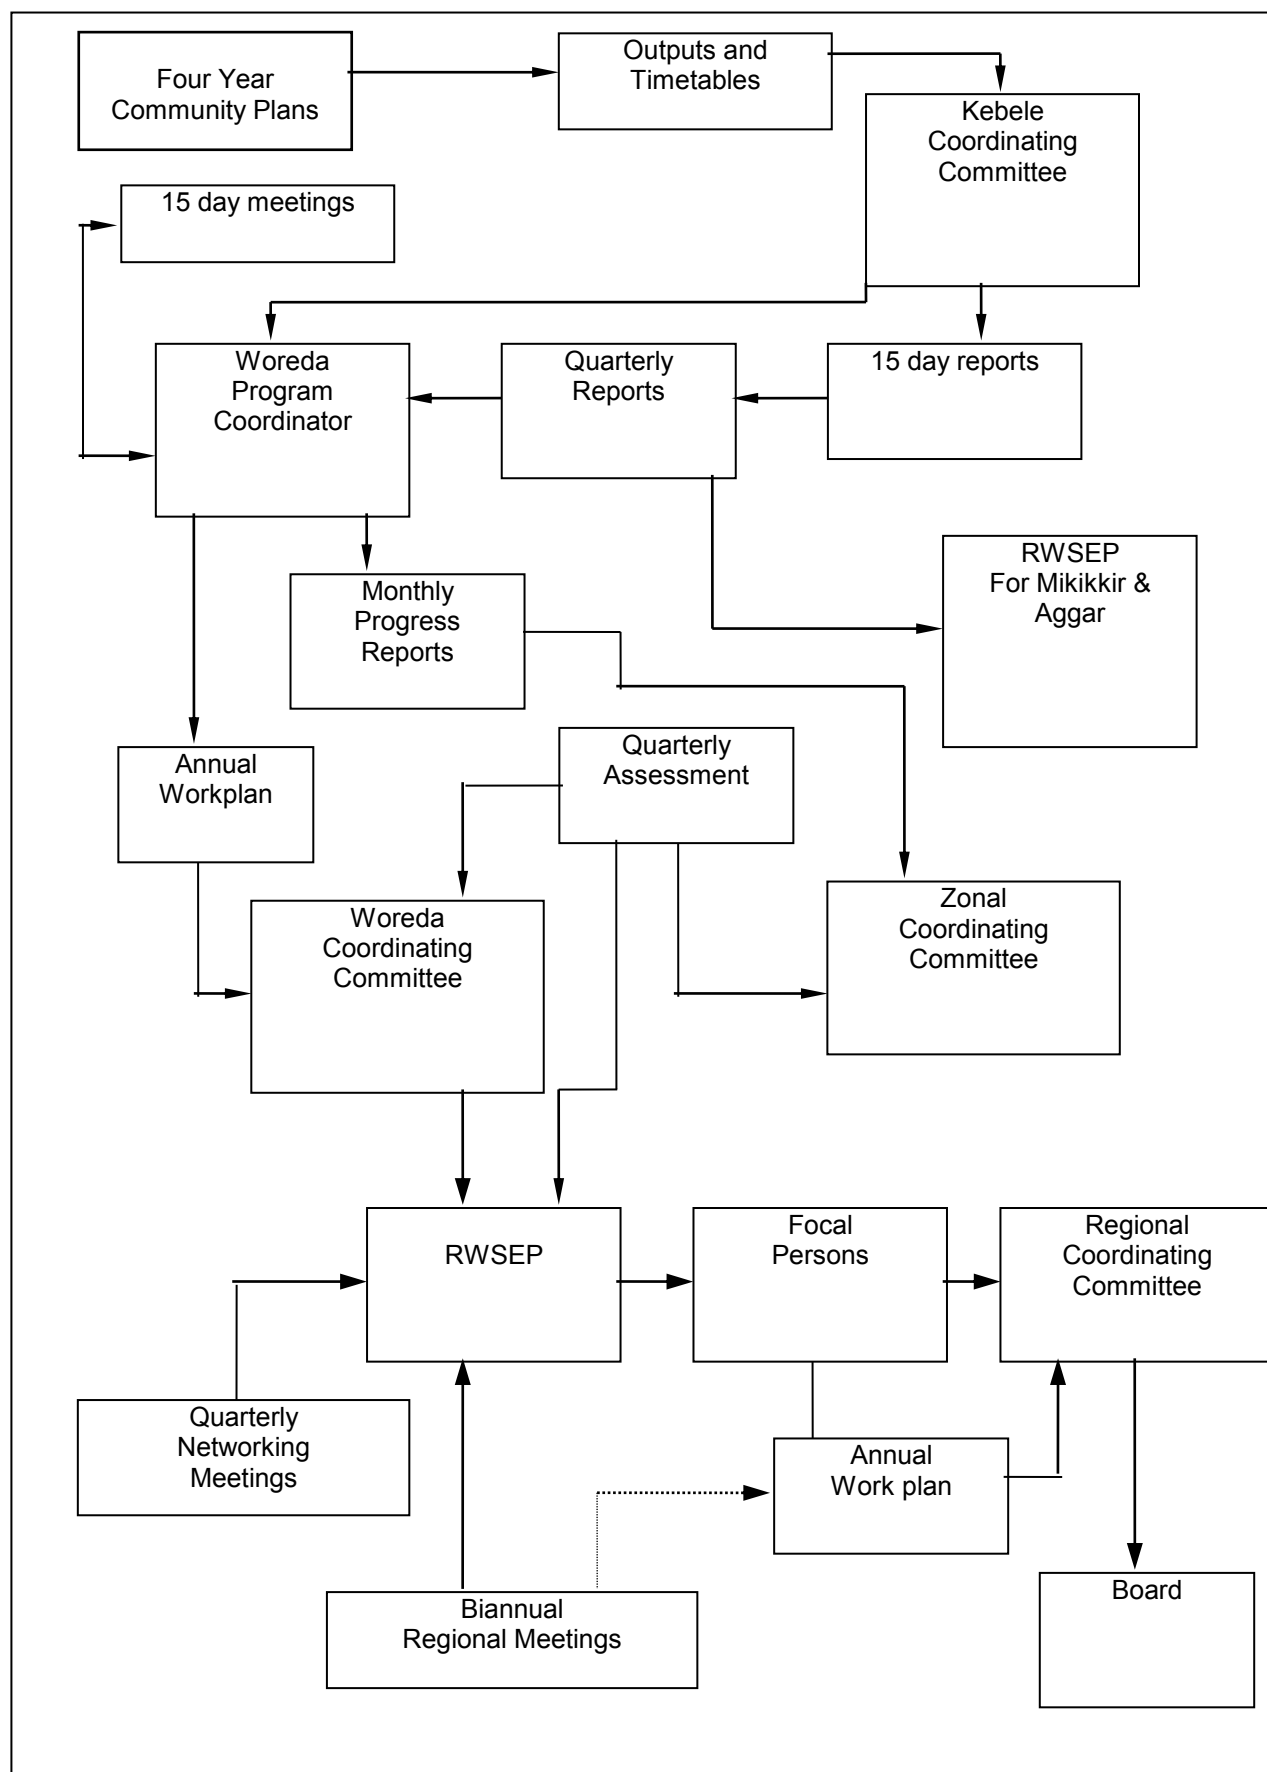 Four Year
Community Plans
Outputs and
Timetables
Kebele
Coordinating
Committee
15 day meetings
Woreda
Program
Coordinator
Quarterly
Reports
15 day reports
RWSEP
For Mikikkir &
Aggar
Monthly
Progress
Reports
Annual
Workplan
Quarterly
Assessment
Woreda
Coordinating
Committee
Zonal
Coordinating
Committee
RWSEP
Focal
Persons
Regional
Coordinating
Committee
Quarterly
Networking
Meetings
Annual
Work plan
Biannual
Regional Meetings
Board